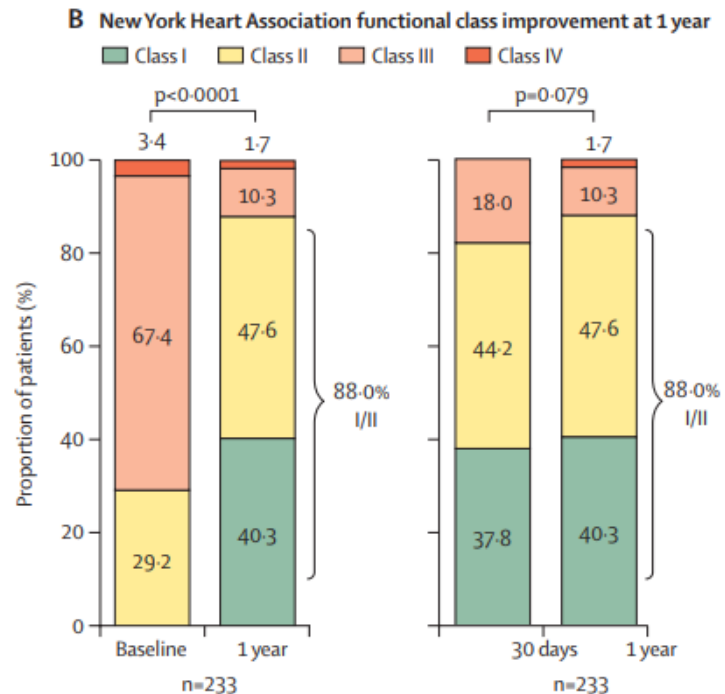 B New York Heart Association functional class improvement at 1 year
Class I Class II Class III Class IV
p<0·0001
p=0·079
3·4
1·7
1·7
100
80
60
40
20
0
Proportion of patients (%)
67·4
29·2
10·3
47·6
40·3
88·0%
I/II
18·0
44·2
37·8
10·3
47·6
40·3
88·0%
I/II
Baseline
1 year
30 days
1 year
n=233
n=233